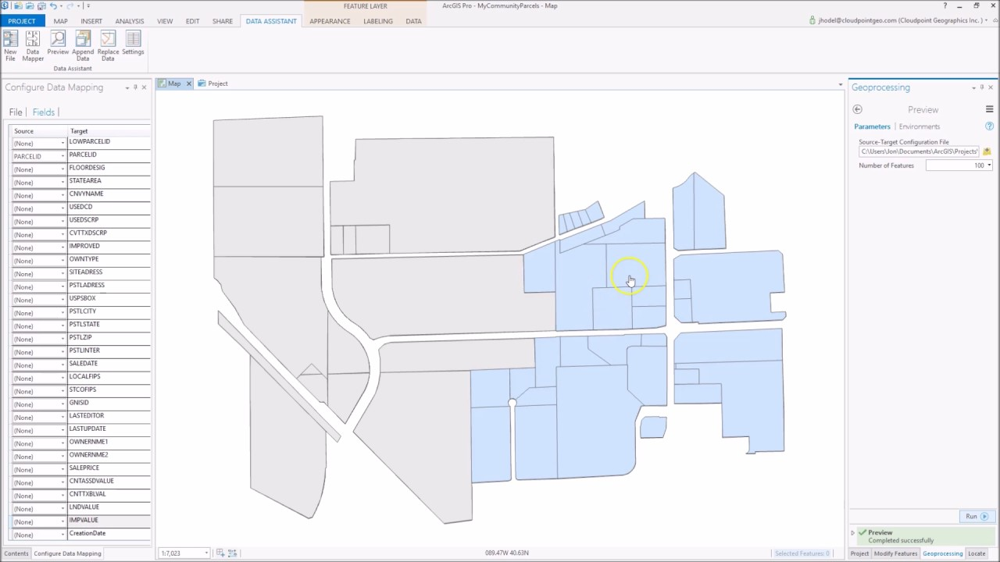 FEATURE LAYER
ArcGIS Pro - MyCommunityParcels - Map
PROJECT MAP INSERT ANALYSIS VIEW EDIT SHARE DATA ASSISTANT APPEARANCE LABELING DATA
jhodel@cloudpointgeo.com (Cloudpoint Geographics Inc. )
New File
Data Mapper
Preview
Append Data
Replace Data
Settings
Data Assistant
Configure Data Mapping
File | Fields |
Source Target
(None) LOWPARCELID
PARCELID PARCELID
(None) FLOORDESIG
(None) STATEAREA
(None) CNVYNAME
(None) USEDCD
(None) USEDSCRP
(None) CVTTXDSCRP
(None) IMPROVED
(None) OWNTYPE
(None) SITEADRESS
(None) PSTLADRESS
(None) USPSBOX
(None) PSTLCITY
(None) PSTLSTATE
(None) PSTLZIP
(None) PSTLINTER
(None) SALEDATE
(None) LOCALFIPS
(None) STCOFIPS
(None) GNISID
(None) LASTEDITOR
(None) LASTUPDATE
(None) OWNERNME1
(None) OWNERNME2
(None) SALEPRICE
(None) CNTASSDVALUE
(None) CNTTXBLVAL
(None) LNDVALUE
(None) IMPVALUE
(None) CreationDate
Contents Configure Data Mapping
Map Project
1:7,023
089.47W 40.63N
Selected Features: 0
Geoprocessing
Preview
Parameters Environments
Source-Target Configuration File
C:\Users\Jon\Documents\ArcGIS\Projects\
Number of Features 100
Run
Preview
Completed successfully
Project Modify Features Geoprocessing Locate